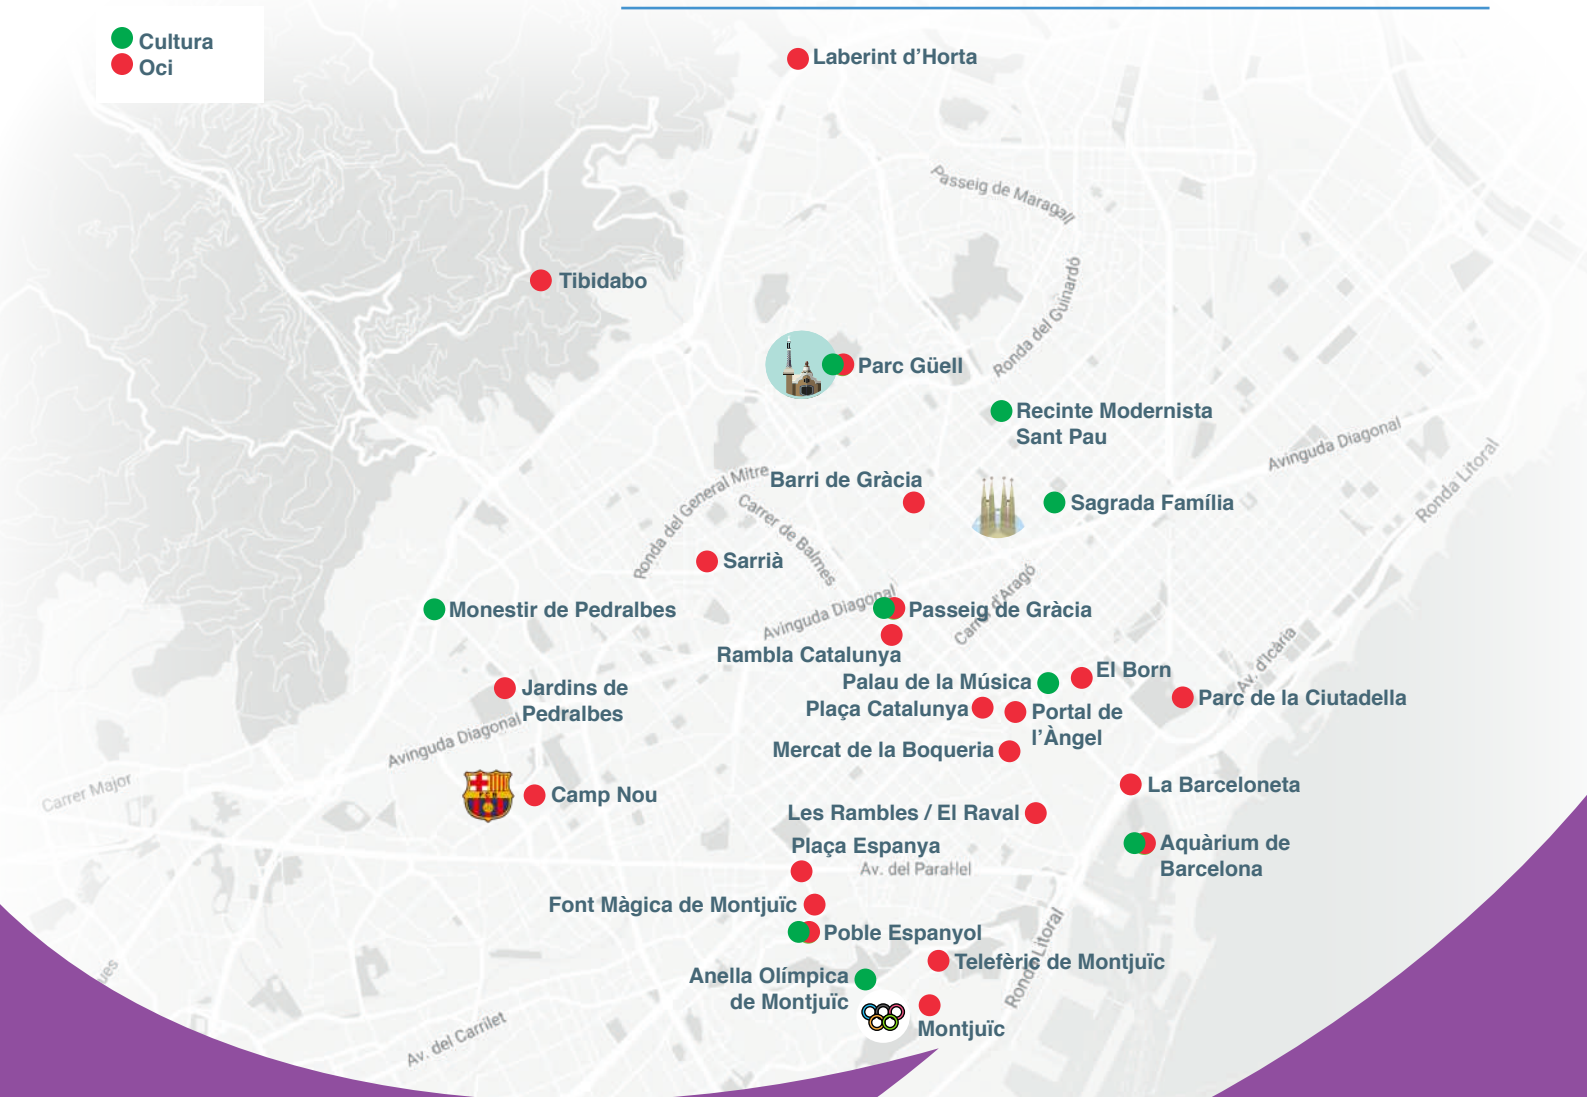 Cultura
Oci
Laberint d'Horta
Passeig de Maragall
Tibidabo
Ronda del Guinardó
Parc Güell
Recinte Modernista
Sant Pau
Avinguda Diagonal
Ronda Litoral
Barri de Gràcia
Ronda del General Mitre
Carrer de Balmes
Sagrada Família
Sarrià
Monestir de Pedralbes
Avinguda Diagonal
Passeig de Gràcia
Carrer d'Aragó
Rambla Catalunya
Av. d'Icària
El Born
Palau de la Música
Jardins de
Pedralbes
Parc de la Ciutadella
Plaça Catalunya
Portal de
l'Àngel
Avinguda Diagonal
Mercat de la Boqueria
Carrer Major
FCB
Camp Nou
La Barceloneta
Les Rambles / El Raval
Plaça Espanya
Aquàrium de
Barcelona
Av. del Paral·lel
Font Màgica de Montjuïc
Poble Espanyol
Ronda Litoral
Telefèric de Montjuïc
Anella Olímpica
de Montjuïc
Montjuïc
Av. del Carrilet